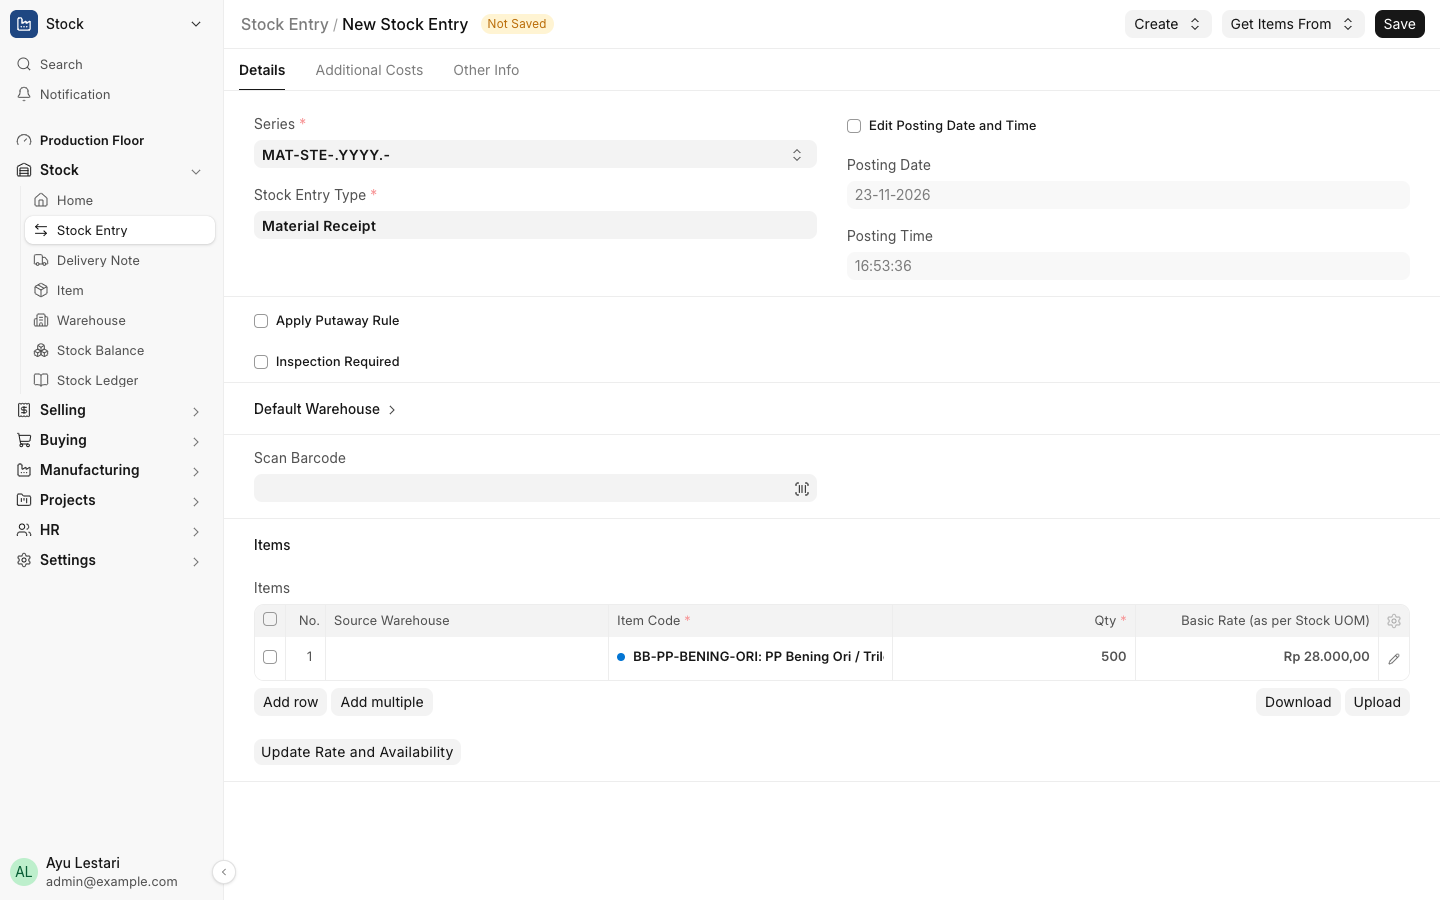 Stock
Search
Notification
Production Floor
Stock
Home
Stock Entry
Delivery Note
Item
Warehouse
Stock Balance
Stock Ledger
Selling
Buying
Manufacturing
Projects
HR
Settings
AL
Ayu Lestari
admin@example.com
Stock Entry / New Stock Entry
Not Saved
Create
Get Items From
Save
Details
Additional Costs
Other Info
Series *
MAT-STE-.YYYY.-
Stock Entry Type *
Material Receipt
Edit Posting Date and Time
Posting Date
23-11-2026
Posting Time
16:53:36
Apply Putaway Rule
Inspection Required
Default Warehouse
Scan Barcode
Items
Items
No. Source Warehouse Item Code * Qty * Basic Rate (as per Stock UOM)
1 BB-PP-BENING-ORI: PP Bening Ori / Tril 500 Rp 28.000,00
Add row
Add multiple
Download
Upload
Update Rate and Availability